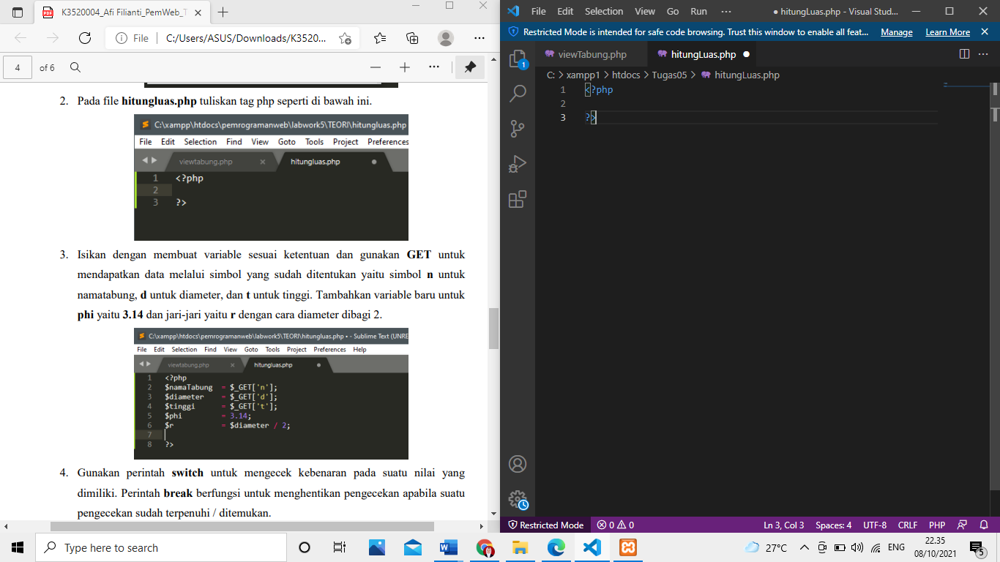 K3520004_Afi Filianti_PemWeb_T
File
C:/Users/ASUS/Downloads/K3520...
4
of 6
2. Pada file hitungluas.php tuliskan tag php seperti di bawah ini.
C:\xampp\htdocs\pemrogramanweb\labwork5\TEORI\hitungluas.php
File Edit Selection Find View Goto Tools Project Preferences
viewtabung.php
hitungluas.php
1 <?php
2
3 ?>
3. Isikan dengan membuat variable sesuai ketentuan dan gunakan GET untuk
mendapatkan data melalui simbol yang sudah ditentukan yaitu simbol n untuk
namatabung, d untuk diameter, dan t untuk tinggi. Tambahkan variable baru untuk
phi yaitu 3.14 dan jari-jari yaitu r dengan cara diameter dibagi 2.
C:\xampp\htdocs\pemrogramanweb\labwork5\TEORI\hitungluas.php • - Sublime Text (UNRE
File Edit Selection Find View Goto Tools Project Preferences Help
viewtabung.php
hitungluas.php
1 <?php
2 $namaTabung = $_GET['n'];
3 $diameter = $_GET['d'];
4 $tinggi = $_GET['t'];
5 $phi = 3.14;
6 $r = $diameter / 2;
7
8 ?>
4. Gunakan perintah switch untuk mengecek kebenaran pada suatu nilai yang
dimiliki. Perintah break berfungsi untuk menghentikan pengecekan apabila suatu
pengecekan sudah terpenuhi / ditemukan.
File Edit Selection View Go Run ···
● hitungLuas.php - Visual Stud...
Restricted Mode is intended for safe code browsing. Trust this window to enable all feat...
Manage
Learn More
viewTabung.php
hitungLuas.php
C: > xampp1 > htdocs > Tugas05 > hitungLuas.php
1 <?php
2
3 ?>
1
Restricted Mode
0
0
Ln 3, Col 3
Spaces: 4
UTF-8
CRLF
PHP
Type here to search
27°C
ENG
22.35
08/10/2021
5